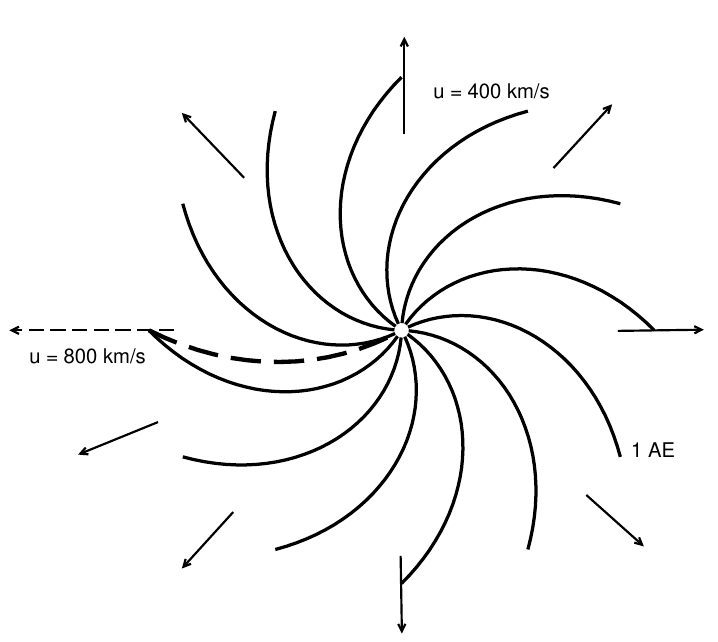 u = 400 km/s
u = 800 km/s
1 AE